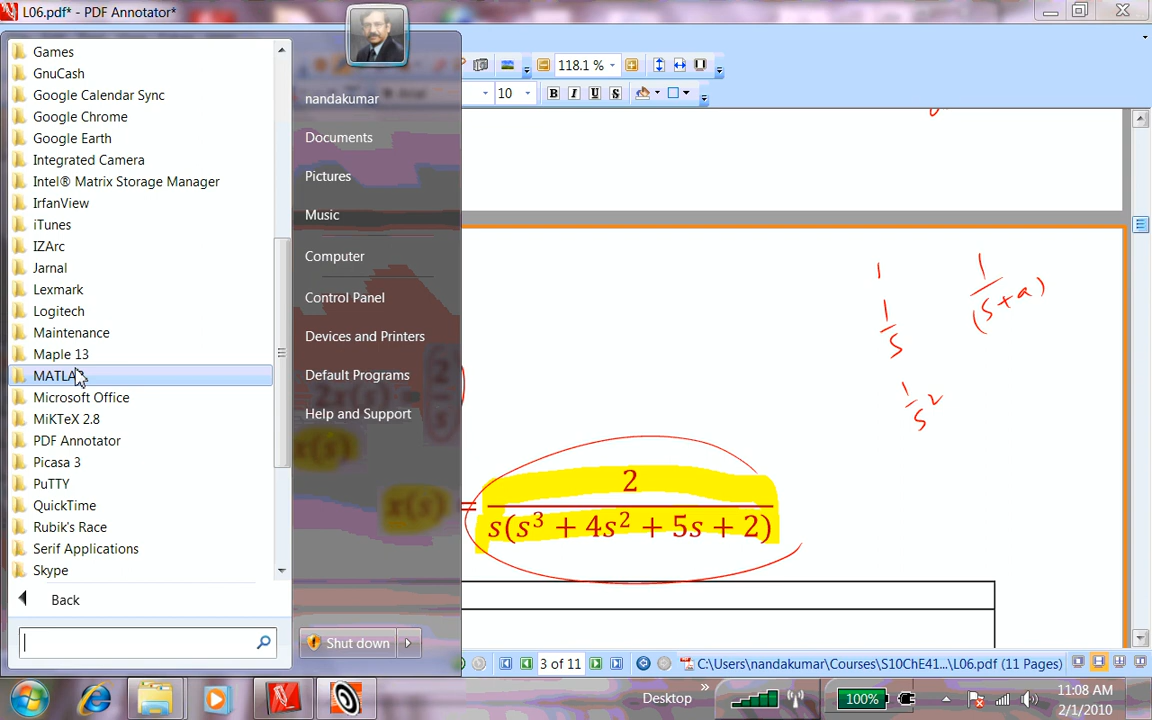 L06.pdf* - PDF Annotator*
Games
GnuCash
Google Calendar Sync
Google Chrome
Google Earth
Integrated Camera
Intel® Matrix Storage Manager
IrfanView
iTunes
IZArc
Jarnal
Lexmark
Logitech
Maintenance
Maple 13
MATLAB
Microsoft Office
MiKTeX 2.8
PDF Annotator
Picasa 3
PuTTY
QuickTime
Rubik's Race
Serif Applications
Skype
Back
nandakumar
Documents
Pictures
Music
Computer
Control Panel
Devices and Printers
Default Programs
Help and Support
Shut down
118.1 %
10 B I U S
1
1/s
1/s²
1/(s+a)
2x(s) = 2/s
x(s)
x(s) = 2/(s(s³ + 4s² + 5s + 2))
3 of 11 C:\Users\nandakumar\Courses\S10ChE41...\L06.pdf (11 Pages)
Desktop »
100%
11:08 AM
2/1/2010